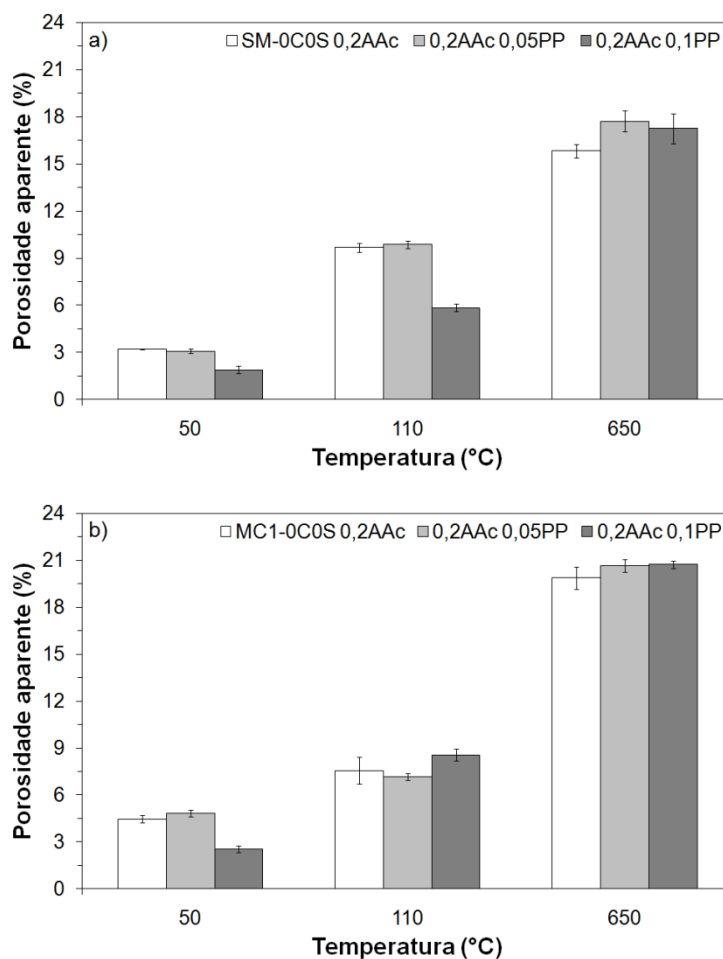 a)
SM-0C0S 0,2AAc 0,2AAc 0,05PP 0,2AAc 0,1PP
Porosidade aparente (%)
24
21
18
15
12
9
6
3
0
50 110 650
Temperatura (°C)
b)
MC1-0C0S 0,2AAc 0,2AAc 0,05PP 0,2AAc 0,1PP
Porosidade aparente (%)
24
21
18
15
12
9
6
3
0
50 110 650
Temperatura (°C)